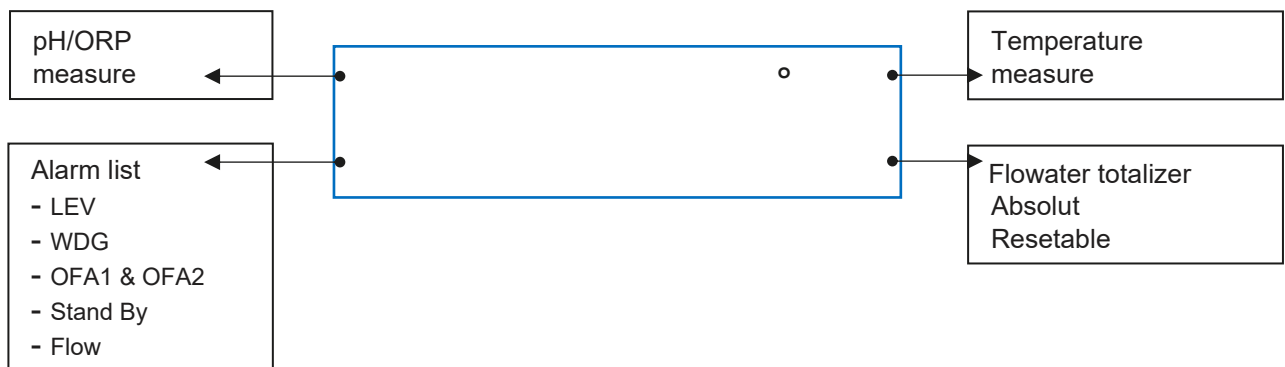 pH/ORP
measure
Temperature
measure
Alarm list
- LEV
- WDG
- OFA1 & OFA2
- Stand By
- Flow
Flowater totalizer
Absolut
Resetable